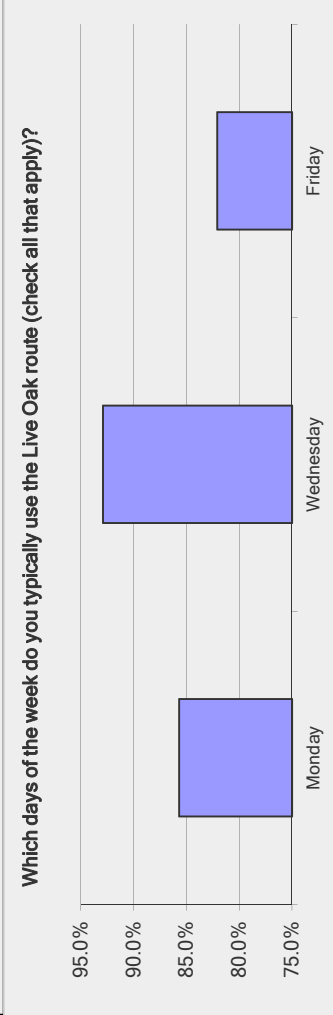 Which days of the week do you typically use the Live Oak route (check all that apply)?
95.0%
90.0%
85.0%
80.0%
75.0%
Monday
Wednesday
Friday